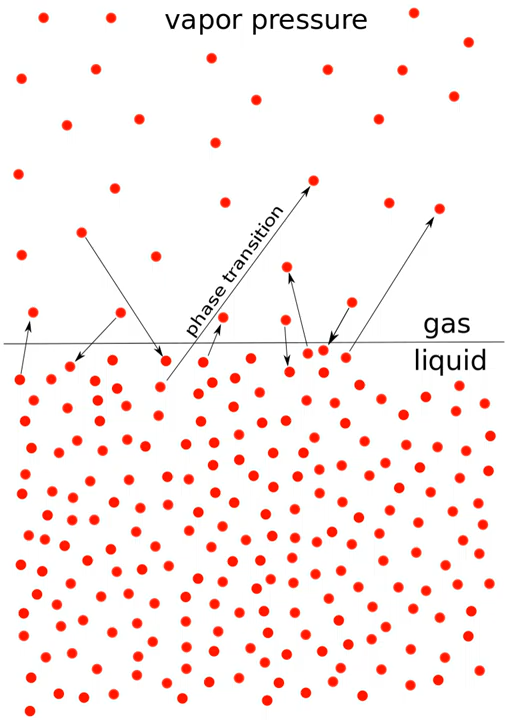 vapor pressure
phase transition
gas
liquid